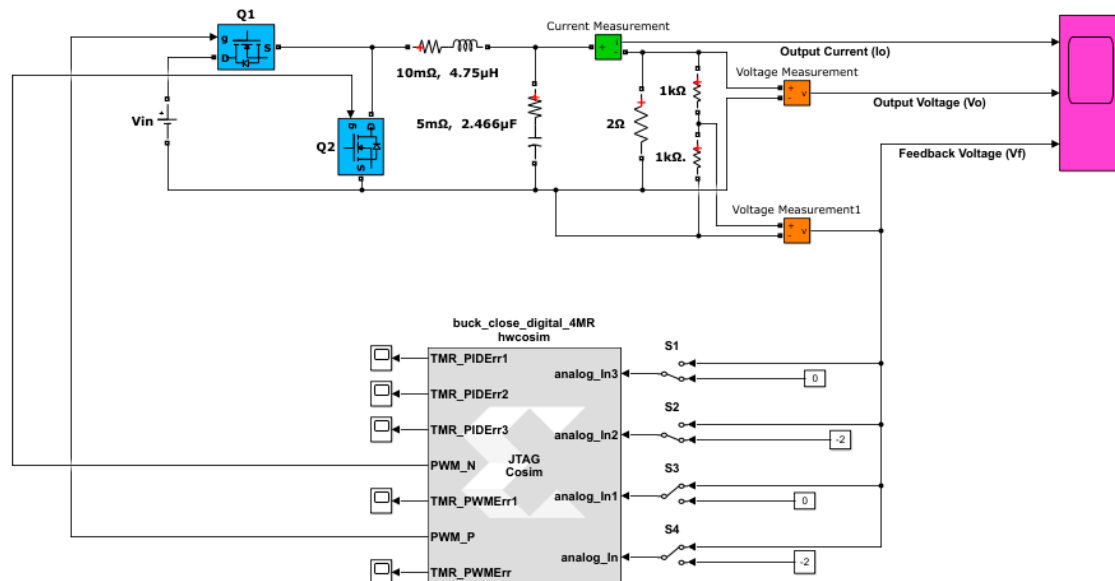 Q1
g
D
S
Current Measurement
+
i
-
Output Current (Io)
10mΩ, 4.75µH
Voltage Measurement
1kΩ
+
-
v
Output Voltage (Vo)
+
Vin
g
D
S
Q2
5mΩ, 2.466µF
2Ω
1kΩ.
Feedback Voltage (Vf)
Voltage Measurement1
+
-
v
buck_close_digital_4MR
hwcosim
TMR_PIDErr1
TMR_PIDErr2
TMR_PIDErr3
PWM_N
TMR_PWMErr1
PWM_P
TMR_PWMErr
JTAG
Cosim
analog_In3
analog_In2
analog_In1
analog_In
S1
0
S2
-2
S3
0
S4
-2